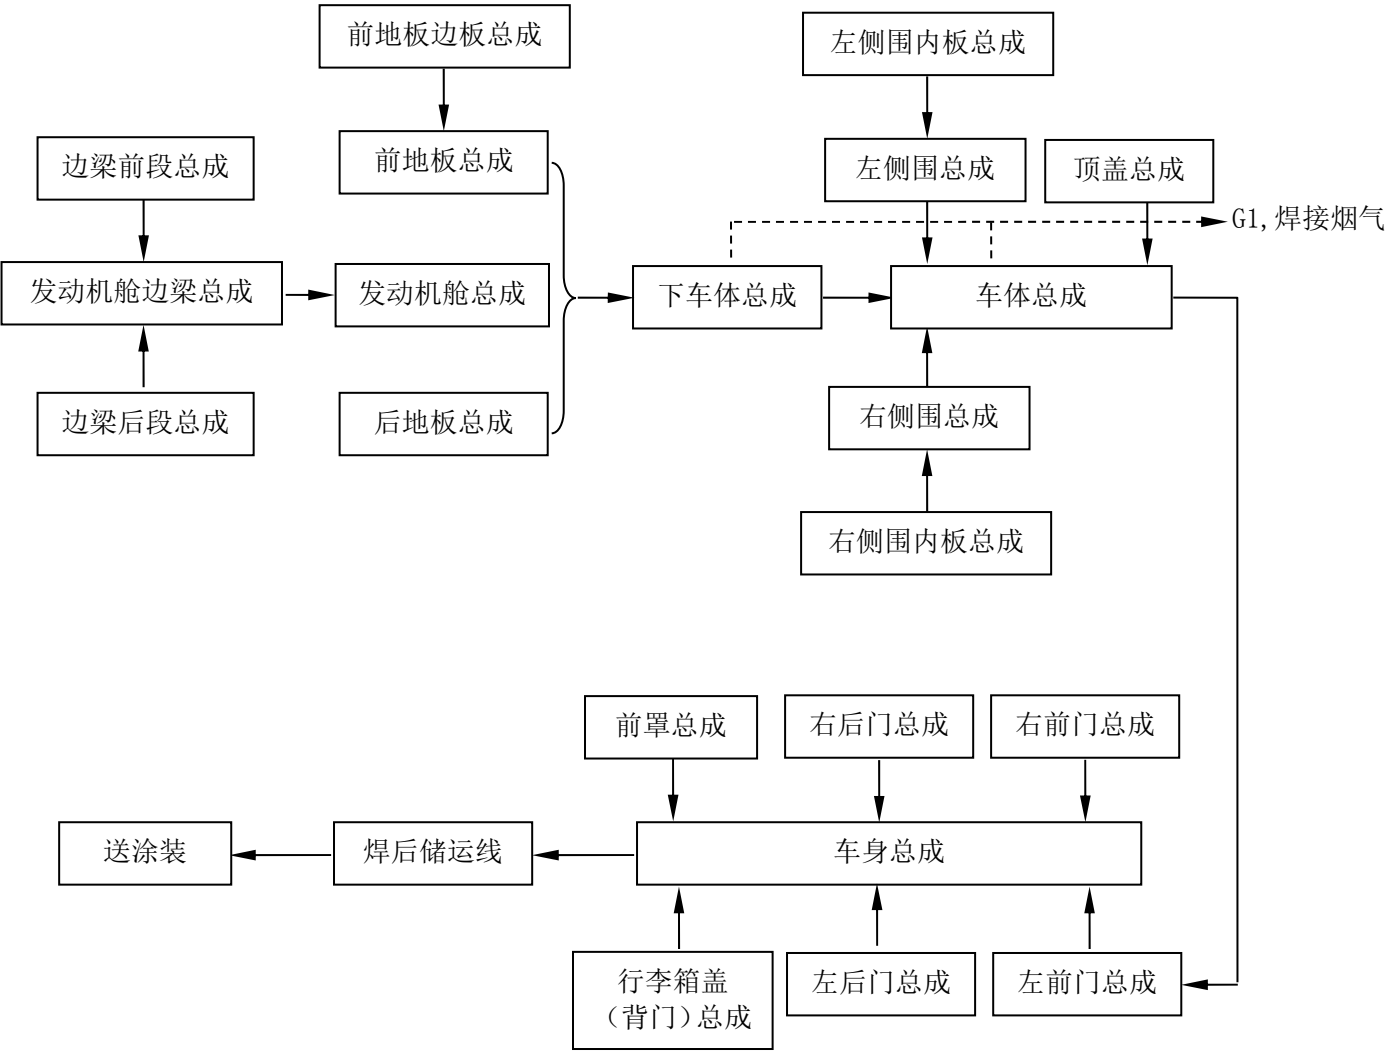 前地板边板总成
左侧围内板总成
边梁前段总成
前地板总成
左侧围总成
顶盖总成
G1,焊接烟气
发动机舱边梁总成
发动机舱总成
下车体总成
车体总成
边梁后段总成
后地板总成
右侧围总成
右侧围内板总成
前罩总成
右后门总成
右前门总成
送涂装
焊后储运线
车身总成
行李箱盖
（背门）总成
左后门总成
左前门总成